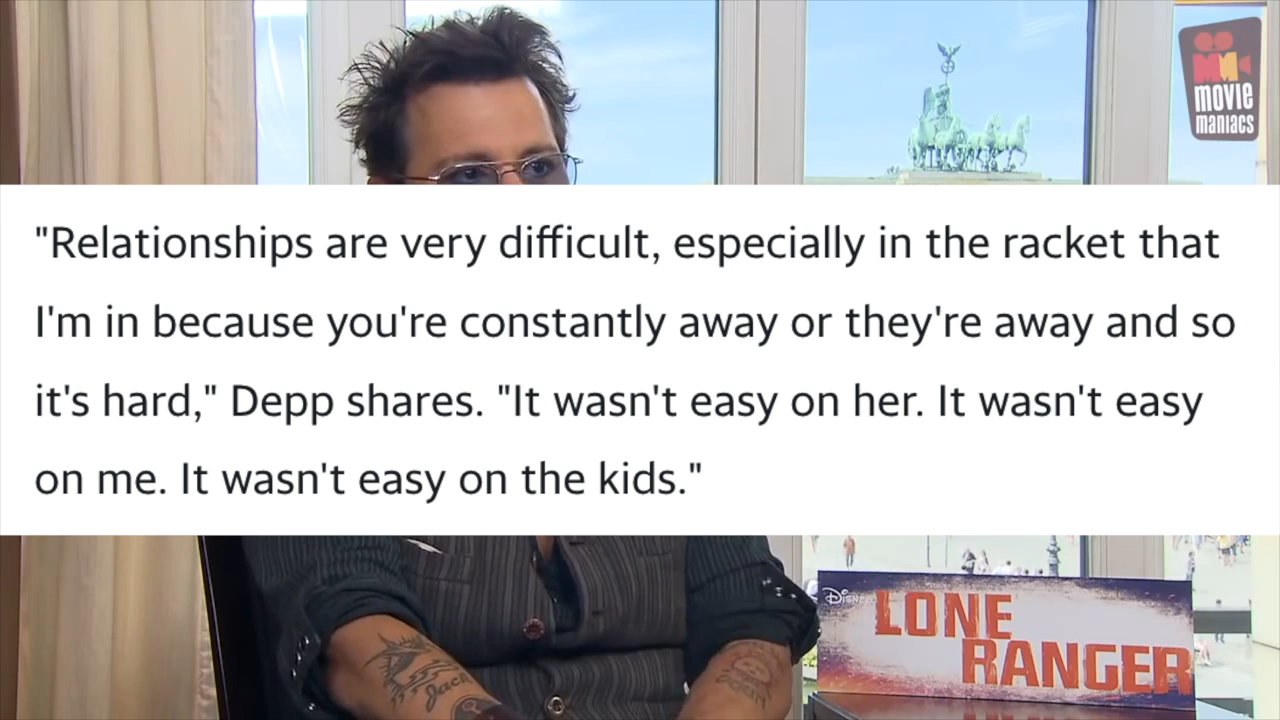 movie
maniacs
"Relationships are very difficult, especially in the racket that
I'm in because you're constantly away or they're away and so
it's hard," Depp shares. "It wasn't easy on her. It wasn't easy
on me. It wasn't easy on the kids."
Disney
LONE
RANGER
Jack